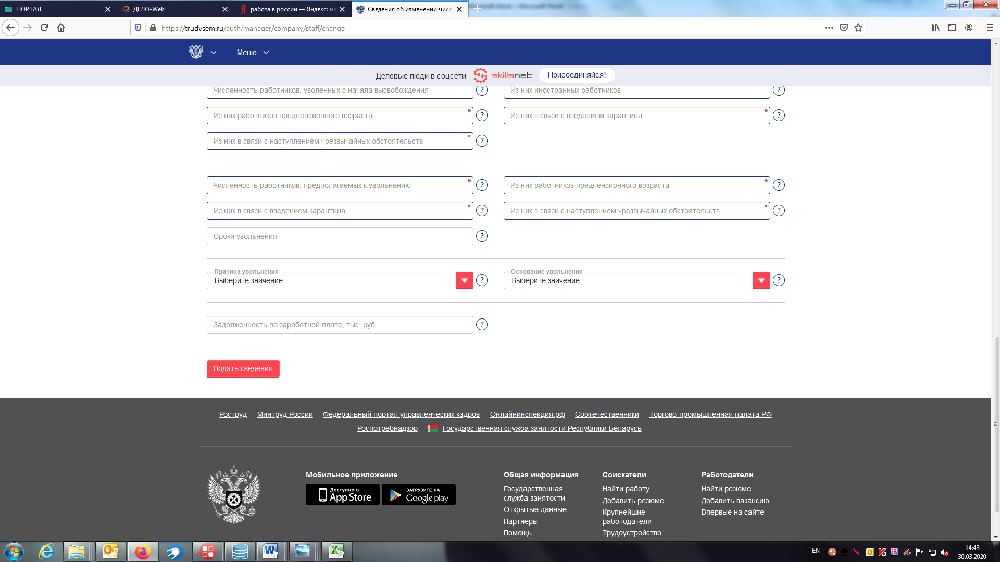 ПОРТАЛ
ДЕЛО-Web
работа в россии — Яндекс: на
Сведения об изменении числ
https://trudvsem.ru/auth/manager/company/staff/change
Меню
Деловые люди в соцсети skillsnet Присоединяйся!
Численность работников, уволенных с начала высвобождения ?
Из них иностранных работников ?
Из них работников предпенсионного возраста * ?
Из них в связи с введением карантина * ?
Из них в связи с наступлением чрезвычайных обстоятельств * ?
Численность работников, предполагаемых к увольнению * ?
Из них работников предпенсионного возраста * ?
Из них в связи с введением карантина * ?
Из них в связи с наступлением чрезвычайных обстоятельств * ?
Сроки увольнения ?
Причина увольнения
Выберите значение ?
Основание увольнения
Выберите значение ?
Задолженность по заработной плате, тыс. руб. ?
Подать сведения
Роструд Минтруд России Федеральный портал управленческих кадров Онлайнинспекция.рф Соотечественники Торгово-промышленная палата РФ
Роспотребнадзор Государственная служба занятости Республики Беларусь
Мобильное приложение
Доступно в
App Store
ЗАГРУЗИТЕ НА
Google play
Общая информация
Государственная
служба занятости
Открытые данные
Партнеры
Помощь
Соискатели
Найти работу
Добавить резюме
Крупнейшие
работодатели
Трудоустройство
Работодатели
Найти резюме
Добавить вакансию
Впервые на сайте
EN
14:43
30.03.2020